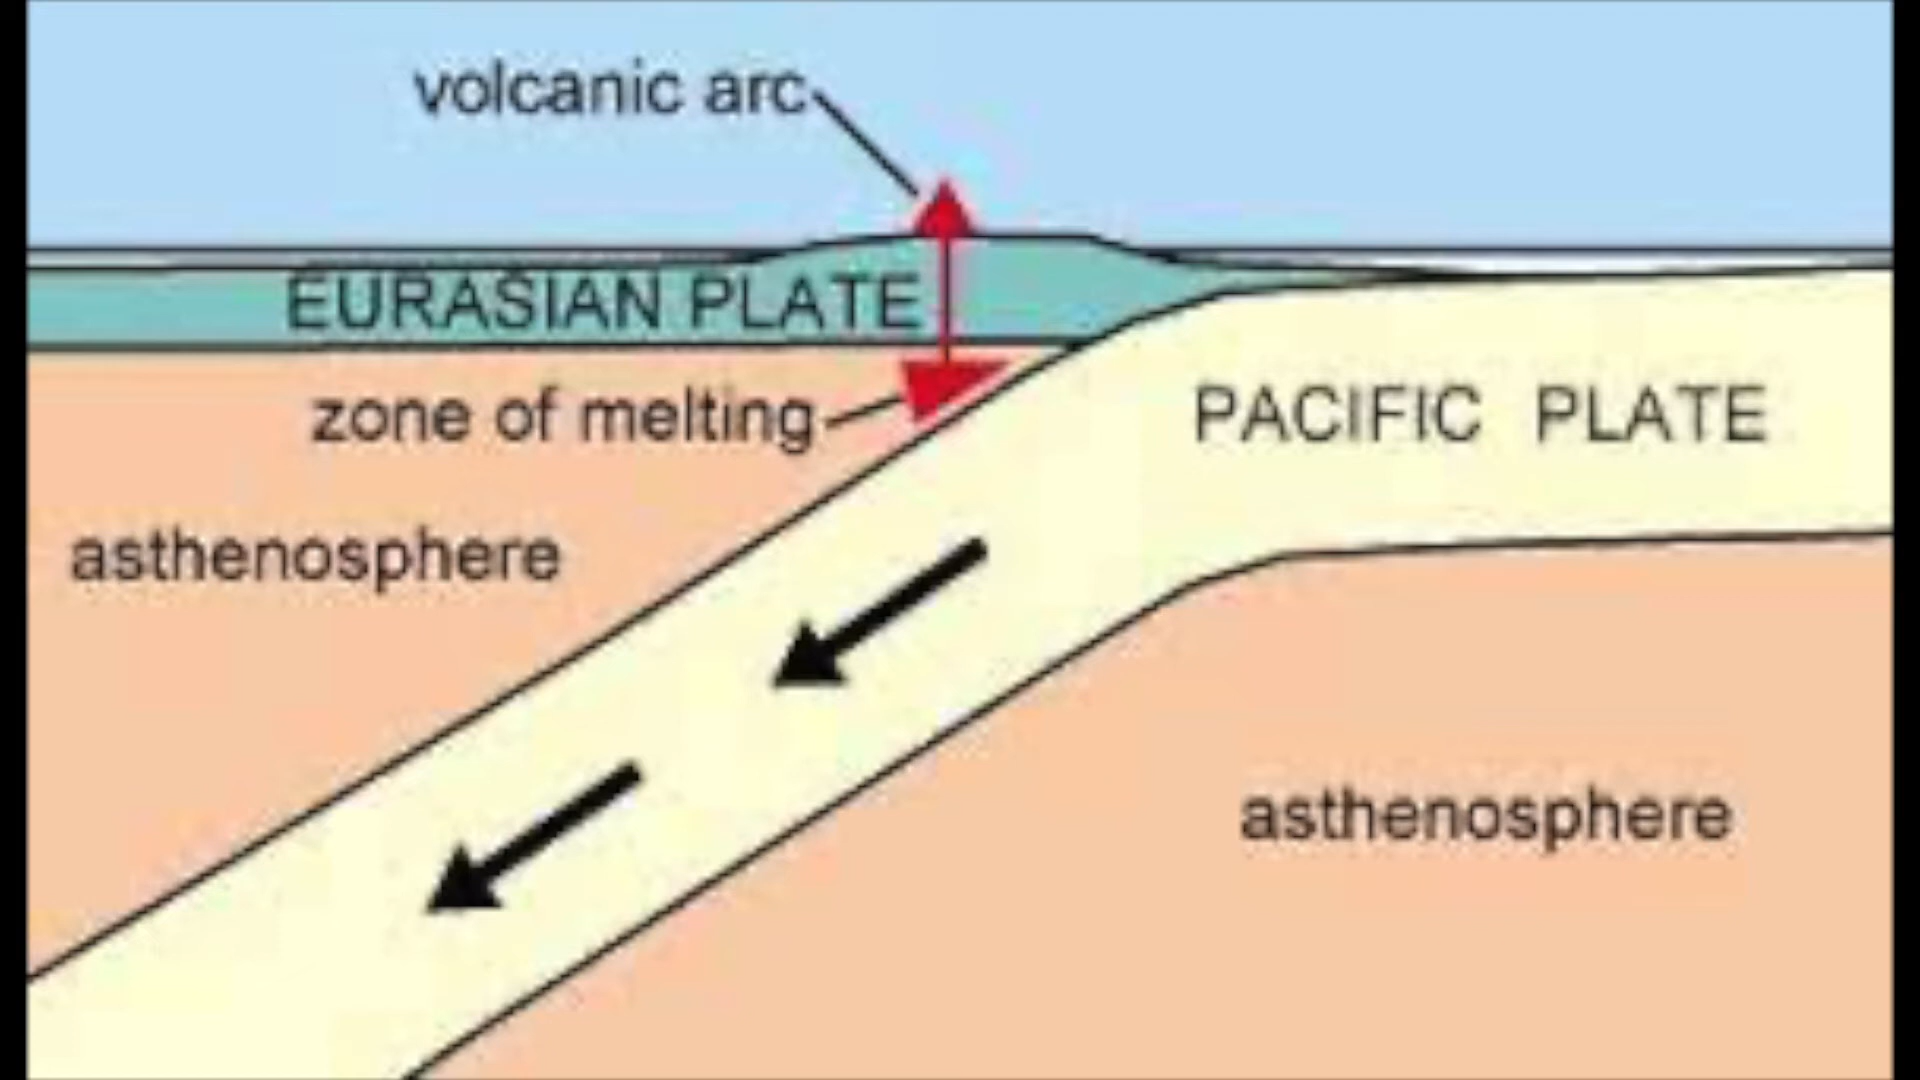 volcanic arc
EURASIAN PLATE
zone of melting
PACIFIC PLATE
asthenosphere
asthenosphere